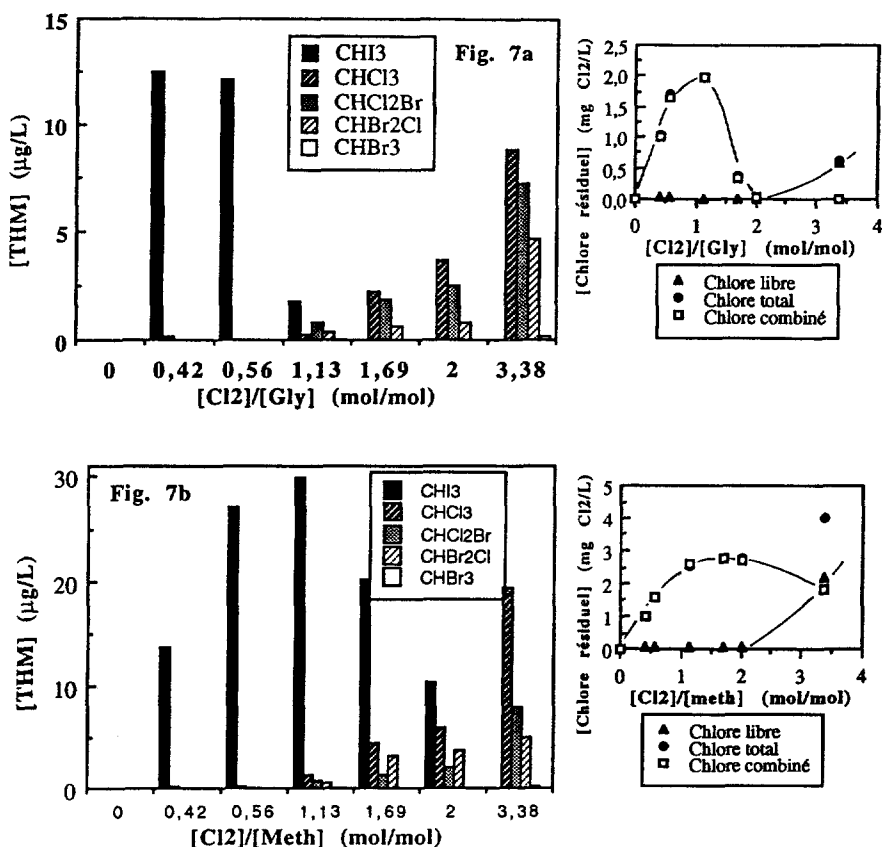 Fig. 7a
[THM] (µg/L)
15
10
5
0
CHI3
CHCl3
CHCl2Br
CHBr2Cl
CHBr3
0 0,42 0,56 1,13 1,69 2 3,38
[Cl2]/[Gly] (mol/mol)
[Chlore résiduel] (mg Cl2/L)
2,5
2,0
1,5
1,0
0,5
0,0
0 1 2 3 4
[Cl2]/[Gly] (mol/mol)
Chlore libre
Chlore total
Chlore combiné
Fig. 7b
[THM] (µg/L)
30
20
10
0
CHI3
CHCl3
CHCl2Br
CHBr2Cl
CHBr3
0 0,42 0,56 1,13 1,69 2 3,38
[Cl2]/[Meth] (mol/mol)
[Chlore résiduel] (mg Cl2/L)
5
4
3
2
1
0
0 1 2 3 4
[Cl2]/[meth] (mol/mol)
Chlore libre
Chlore total
Chlore combiné